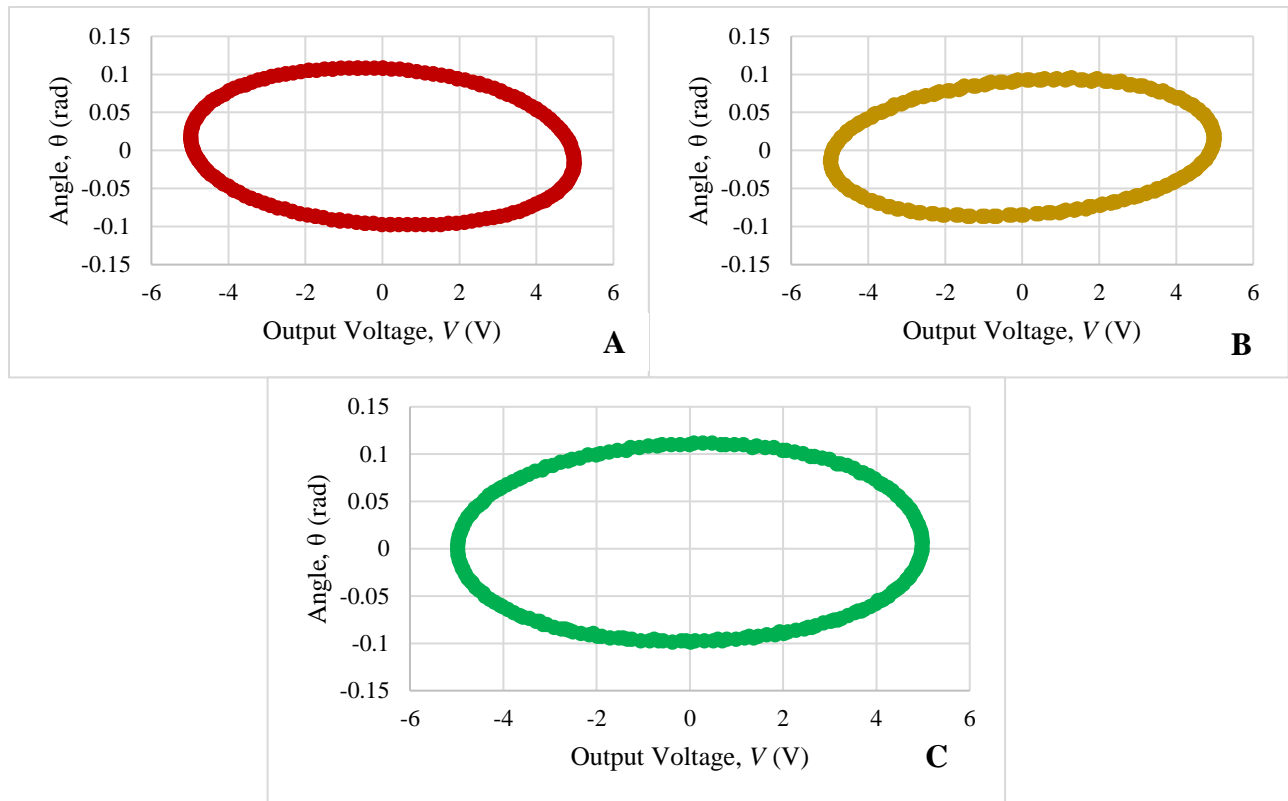 0.15
0.1
0.05
0
-0.05
-0.1
-0.15
-6 -4 -2 0 2 4 6
Angle, θ (rad)
Output Voltage, V (V)
A
0.15
0.1
0.05
0
-0.05
-0.1
-0.15
-6 -4 -2 0 2 4 6
Angle, θ (rad)
Output Voltage, V (V)
B
0.15
0.1
0.05
0
-0.05
-0.1
-0.15
-6 -4 -2 0 2 4 6
Angle, θ (rad)
Output Voltage, V (V)
C